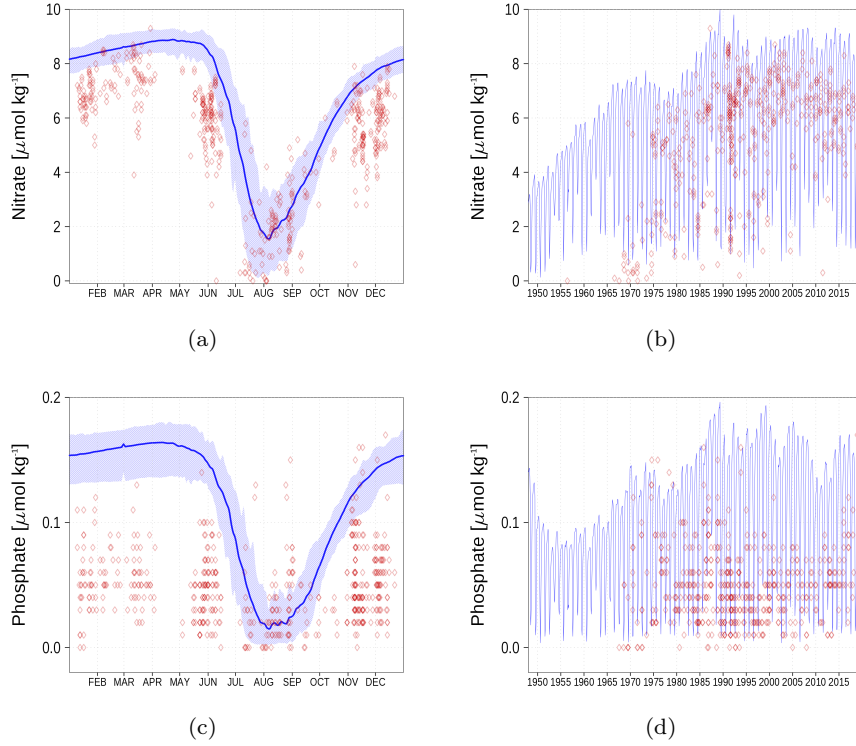 10
8
6
4
2
0
Nitrate [μmol kg⁻¹]
FEB MAR APR MAY JUN JUL AUG SEP OCT NOV DEC
(a)
10
8
6
4
2
0
Nitrate [μmol kg⁻¹]
1950 1955 1960 1965 1970 1975 1980 1985 1990 1995 2000 2005 2010 2015
(b)
0.2
0.1
0.0
Phosphate [μmol kg⁻¹]
FEB MAR APR MAY JUN JUL AUG SEP OCT NOV DEC
(c)
0.2
0.1
0.0
Phosphate [μmol kg⁻¹]
1950 1955 1960 1965 1970 1975 1980 1985 1990 1995 2000 2005 2010 2015
(d)